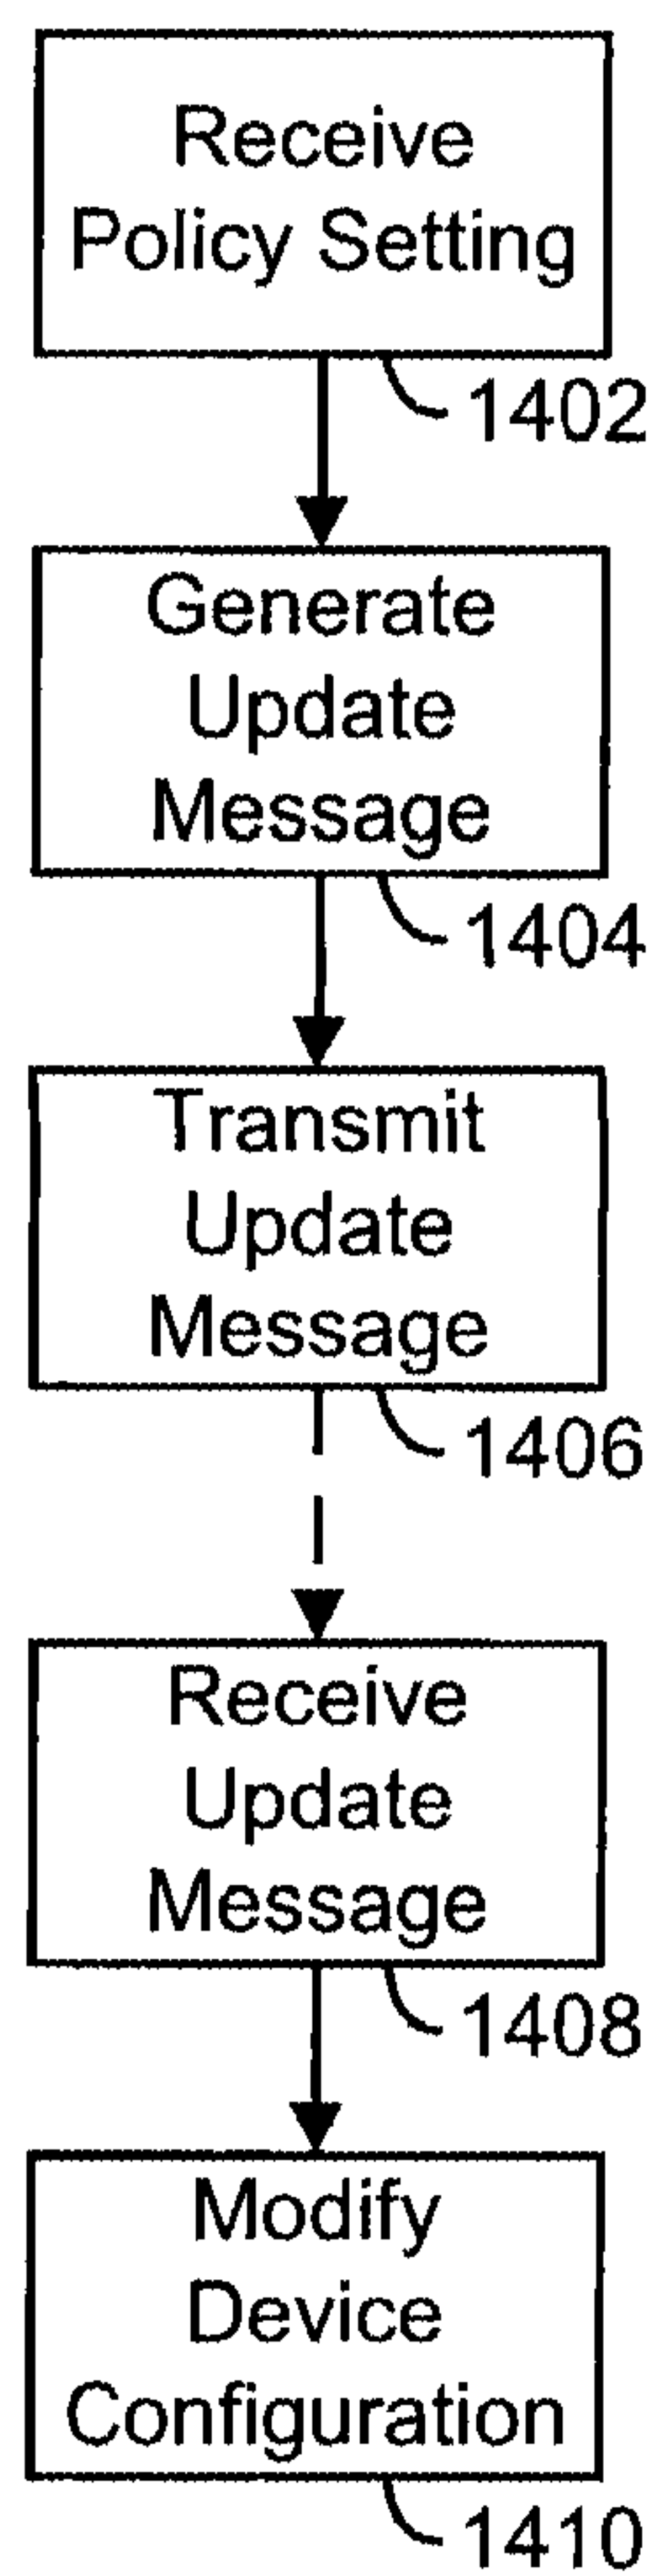 Receive
Policy Setting
1402
Generate
Update
Message
1404
Transmit
Update
Message
1406
Receive
Update
Message
1408
Modify
Device
Configuration
1410